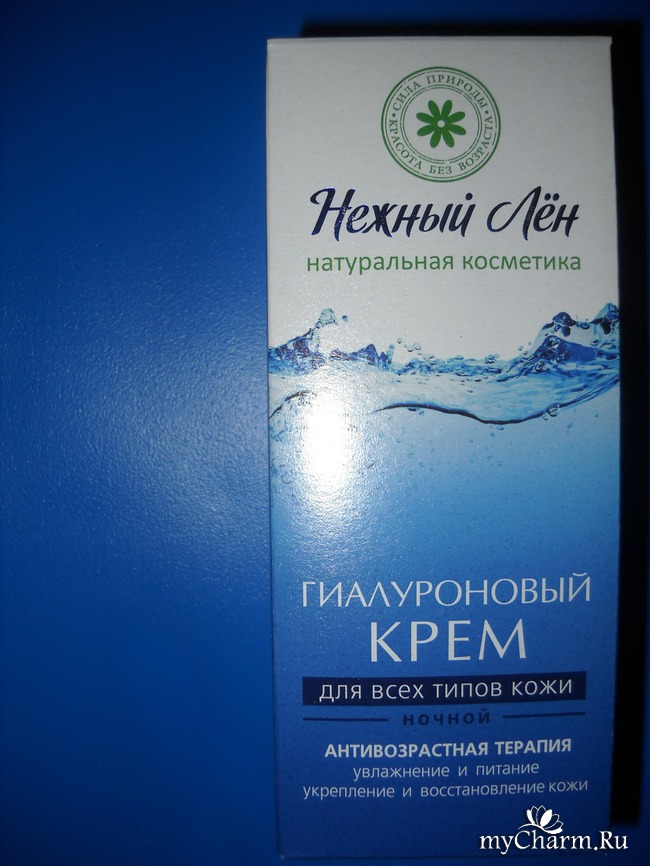 • СИЛА ПРИРОДЫ •
КРАСОТА БЕЗ ВОЗРАСТА
Нежный Лён
натуральная косметика
ГИАЛУРОНОВЫЙ
КРЕМ
ДЛЯ ВСЕХ ТИПОВ КОЖИ
НОЧНОЙ
АНТИВОЗРАСТНАЯ ТЕРАПИЯ
увлажнение и питание
укрепление и восстановление кожи
myCharm.Ru